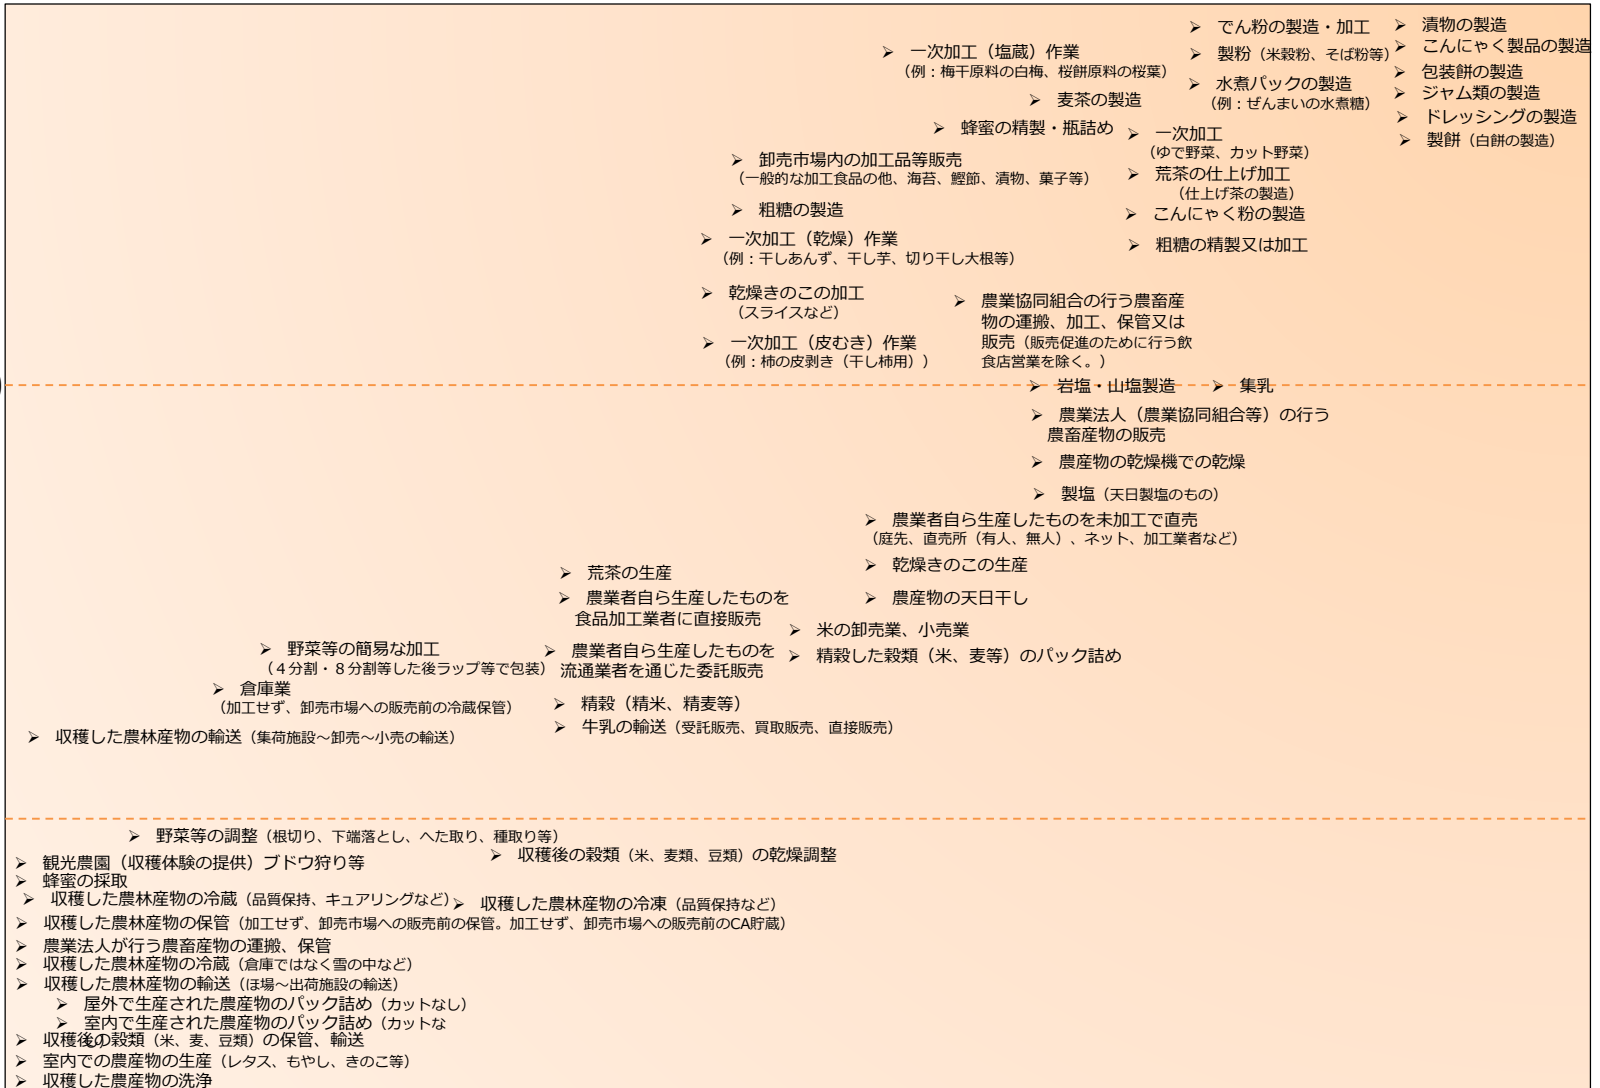 ➢ でん粉の製造・加工
➢ 漬物の製造
➢ 一次加工（塩蔵）作業
（例：梅干原料の白梅、桜餅原料の桜葉）
➢ 製粉（米穀粉、そば粉等）
➢ こんにゃく製品の製造
➢ 包装餅の製造
➢ 水煮パックの製造
（例：ぜんまいの水煮糖）
➢ ジャム類の製造
➢ 麦茶の製造
➢ ドレッシングの製造
➢ 蜂蜜の精製・瓶詰め
➢ 一次加工
（ゆで野菜、カット野菜）
➢ 製餅（白餅の製造）
➢ 卸売市場内の加工品等販売
（一般的な加工食品の他、海苔、鰹節、漬物、菓子等）
➢ 荒茶の仕上げ加工
（仕上げ茶の製造）
➢ 粗糖の製造
➢ こんにゃく粉の製造
➢ 一次加工（乾燥）作業
（例：干しあんず、干し芋、切り干し大根等）
➢ 粗糖の精製又は加工
➢ 乾燥きのこの加工
（スライスなど）
➢ 農業協同組合の行う農畜産
物の運搬、加工、保管又は
販売（販売促進のために行う飲
食店営業を除く。）
➢ 一次加工（皮むき）作業
（例：柿の皮剥き（干し柿用））
➢ 岩塩・山塩製造
➢ 集乳
➢ 農業法人（農業協同組合等）の行う
農畜産物の販売
➢ 農産物の乾燥機での乾燥
➢ 製塩（天日製塩のもの）
➢ 農業者自ら生産したものを未加工で直売
（庭先、直売所（有人、無人）、ネット、加工業者など）
➢ 荒茶の生産
➢ 乾燥きのこの生産
➢ 農業者自ら生産したものを
食品加工業者に直接販売
➢ 農産物の天日干し
➢ 米の卸売業、小売業
➢ 野菜等の簡易な加工
（４分割・８分割等した後ラップ等で包装）
➢ 農業者自ら生産したものを
流通業者を通じた委託販売
➢ 精穀した穀類（米、麦等）のパック詰め
➢ 倉庫業
（加工せず、卸売市場への販売前の冷蔵保管）
➢ 精穀（精米、精麦等）
➢ 牛乳の輸送（受託販売、買取販売、直接販売）
➢ 収穫した農林産物の輸送（集荷施設～卸売～小売の輸送）
➢ 野菜等の調整（根切り、下端落とし、へた取り、種取り等）
➢ 観光農園（収穫体験の提供）ブドウ狩り等
➢ 収穫後の穀類（米、麦類、豆類）の乾燥調整
➢ 蜂蜜の採取
➢ 収穫した農林産物の冷蔵（品質保持、キュアリングなど）
➢ 収穫した農林産物の冷凍（品質保持など）
➢ 収穫した農林産物の保管（加工せず、卸売市場への販売前の保管。加工せず、卸売市場への販売前のCA貯蔵）
➢ 農業法人が行う農畜産物の運搬、保管
➢ 収穫した農林産物の冷蔵（倉庫ではなく雪の中など）
➢ 収穫した農林産物の輸送（ほ場～出荷施設の輸送）
➢ 屋外で生産された農産物のパック詰め（カットなし）
➢ 室内で生産された農産物のパック詰め（カットな
➢ 収穫後の穀類（米、麦、豆類）の保管、輸送
➢ 室内での農産物の生産（レタス、もやし、きのこ等）
➢ 収穫した農産物の洗浄